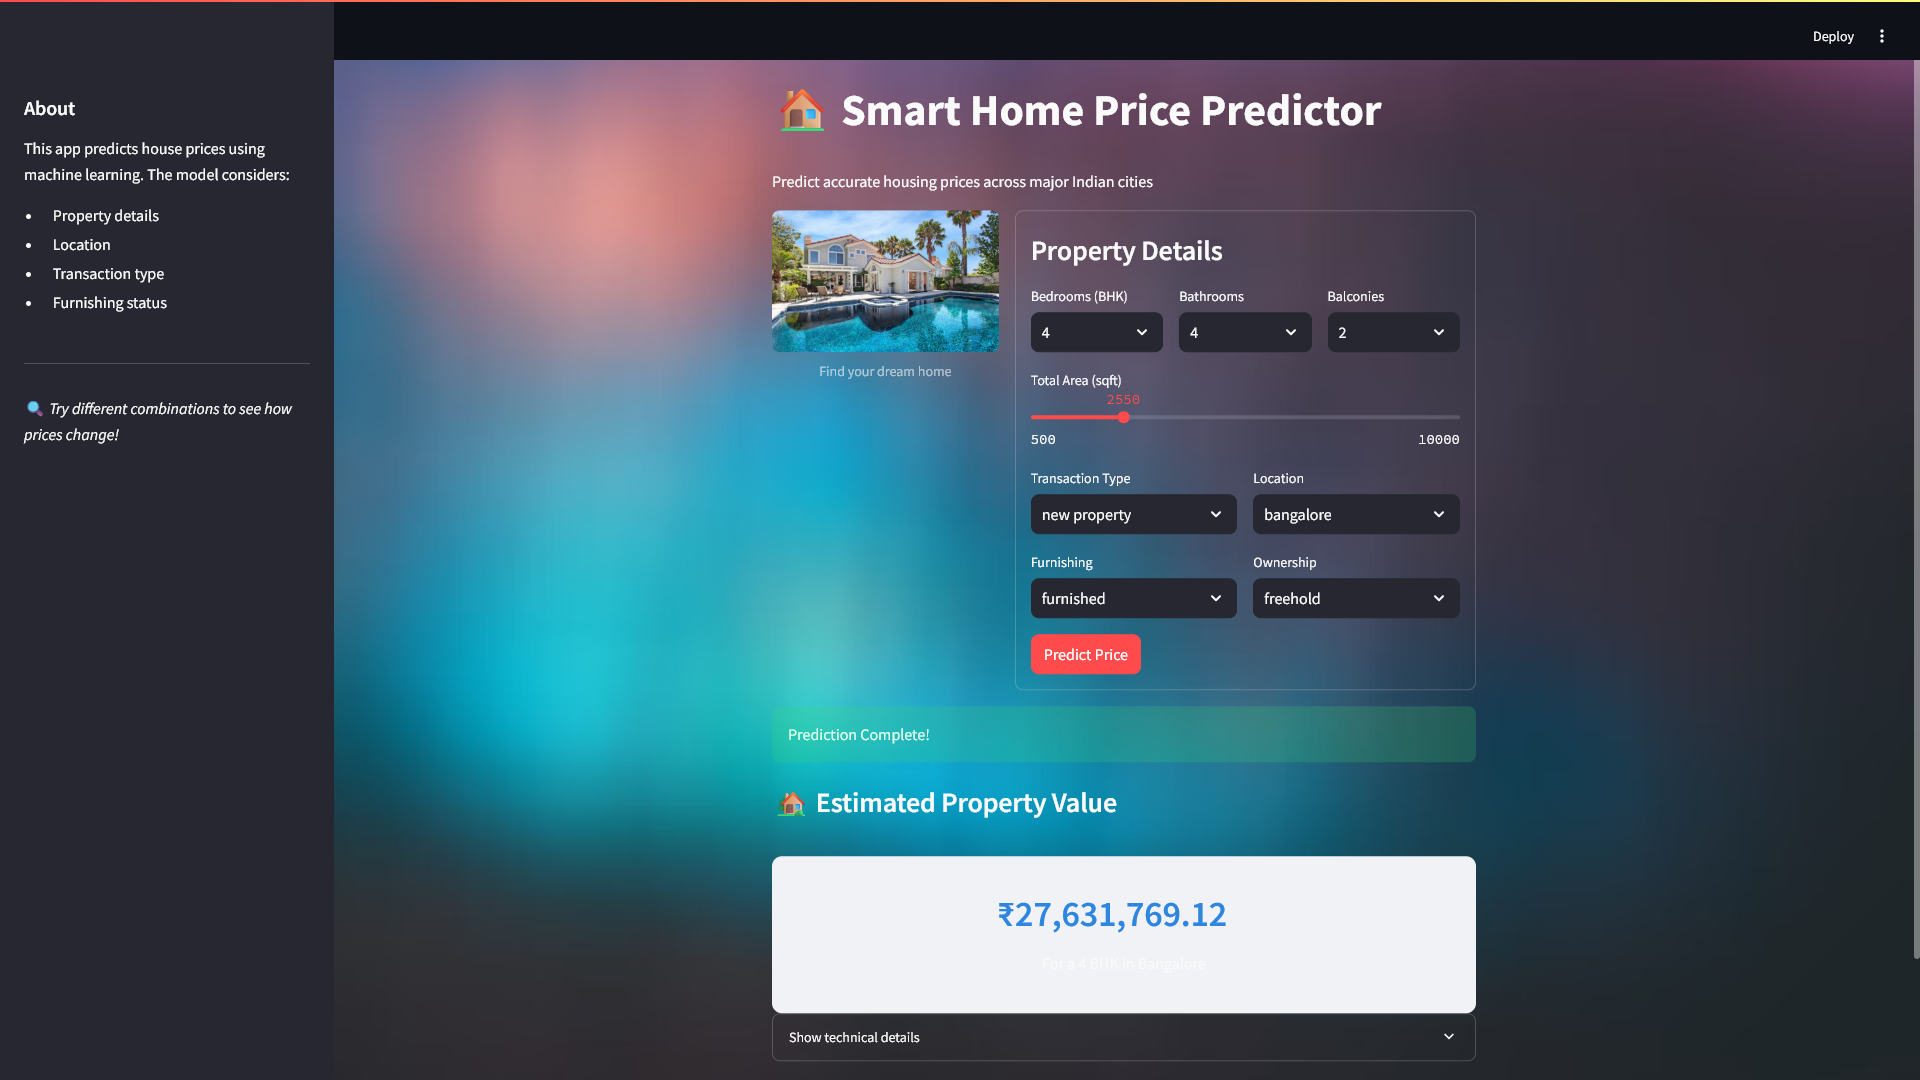 Deploy
About
This app predicts house prices using
machine learning. The model considers:
• Property details
• Location
• Transaction type
• Furnishing status
Try different combinations to see how
prices change!
Smart Home Price Predictor
Predict accurate housing prices across major Indian cities
Find your dream home
Property Details
Bedrooms (BHK) Bathrooms Balconies
4 4 2
Total Area (sqft)
2550
500 10000
Transaction Type Location
new property bangalore
Furnishing Ownership
furnished freehold
Predict Price
Prediction Complete!
Estimated Property Value
₹27,631,769.12
For a 4 BHK in Bangalore
Show technical details